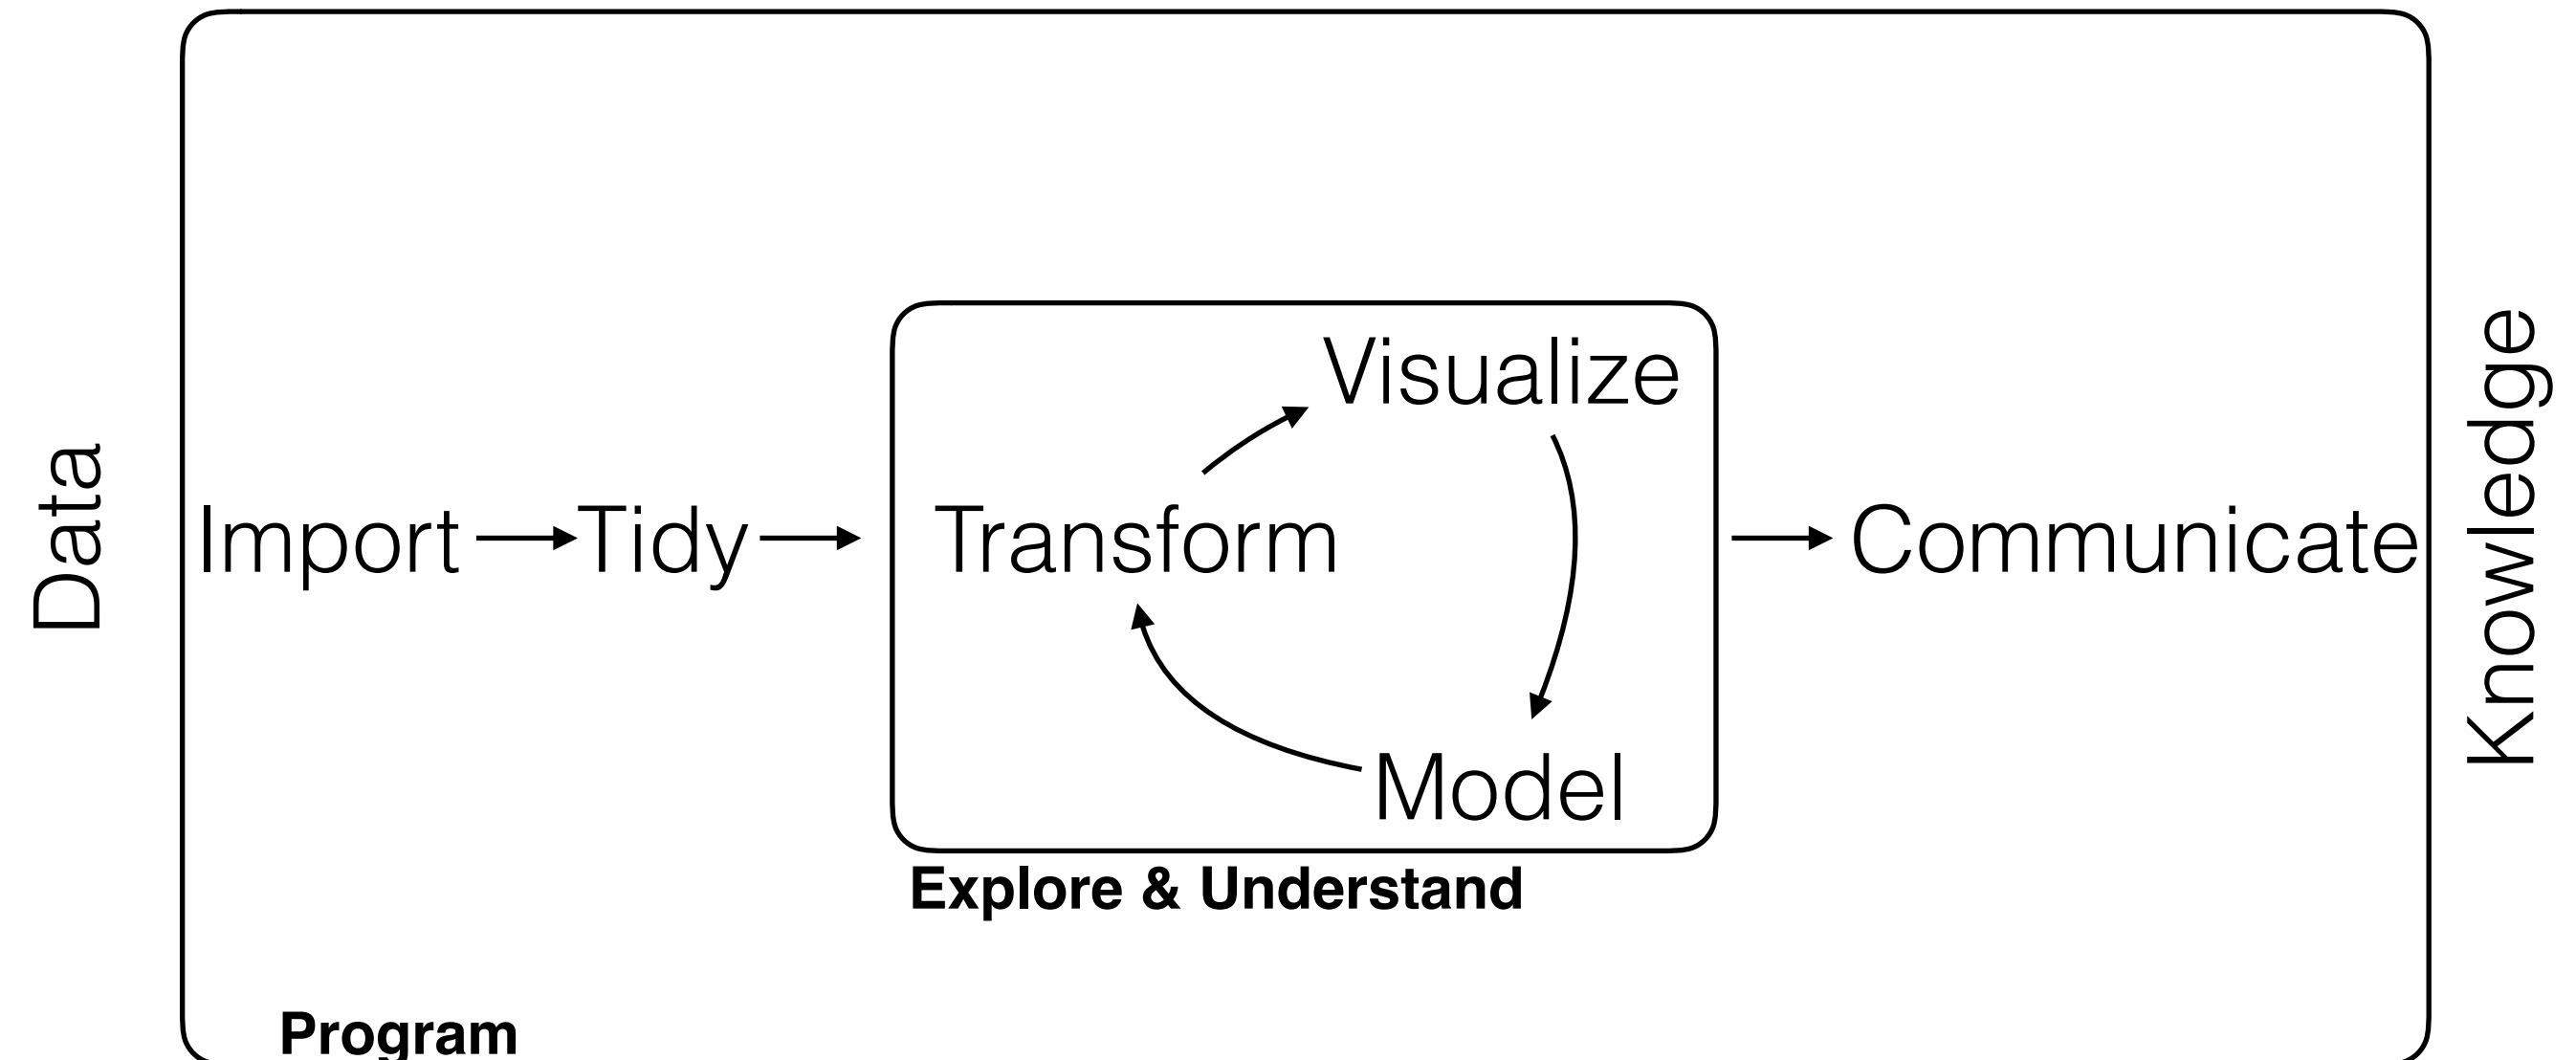 Data
Import
Tidy
Transform
Visualize
Model
Communicate
Knowledge
Explore & Understand
Program